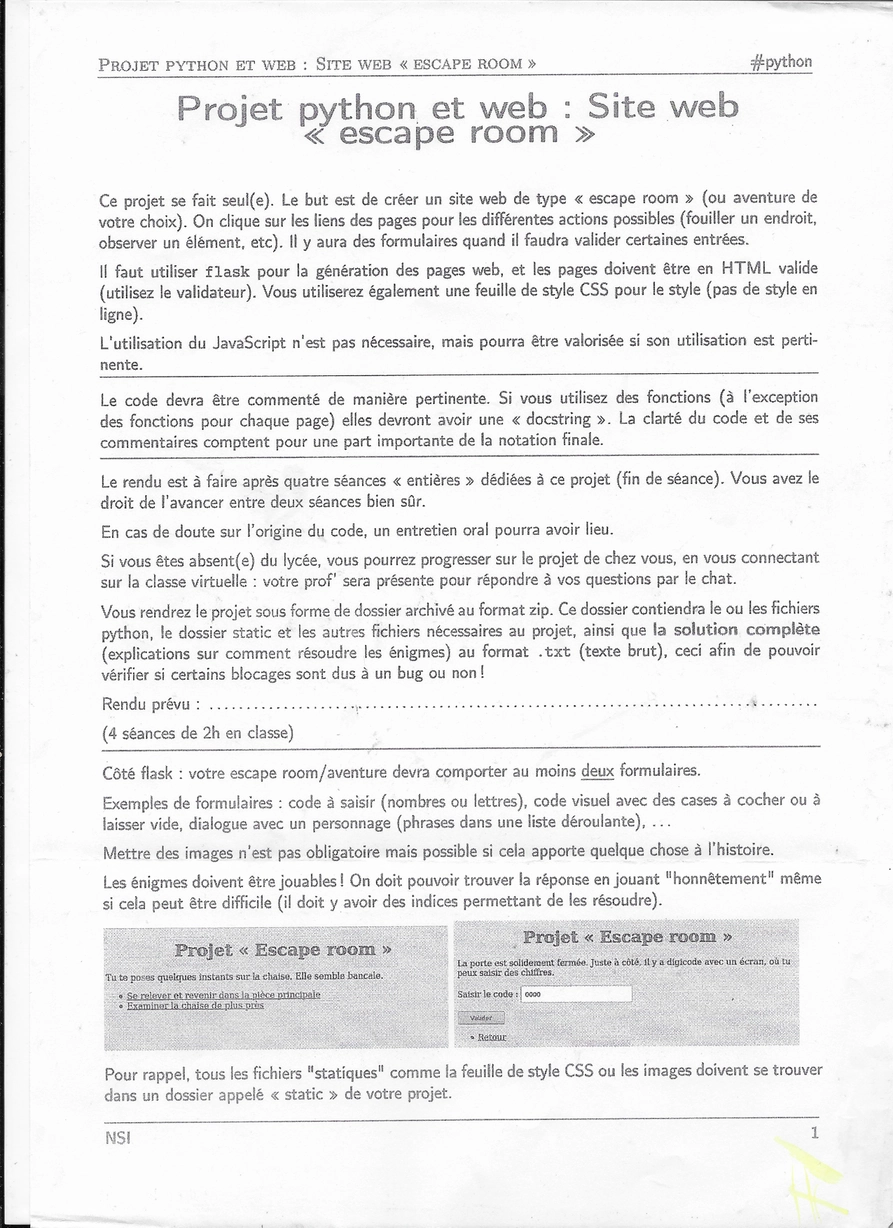 PROJET PYTHON ET WEB : SITE WEB « ESCAPE ROOM »
#python
Projet python et web : Site web
« escape room »
Ce projet se fait seul(e). Le but est de créer un site web de type « escape room » (ou aventure de
votre choix). On clique sur les liens des pages pour les différentes actions possibles (fouiller un endroit,
observer un élément, etc). Il y aura des formulaires quand il faudra valider certaines entrées.
Il faut utiliser flask pour la génération des pages web, et les pages doivent être en HTML valide
(utilisez le validateur). Vous utiliserez également une feuille de style CSS pour le style (pas de style en
ligne).
L'utilisation du JavaScript n'est pas nécessaire, mais pourra être valorisée si son utilisation est perti-
nente.
Le code devra être commenté de manière pertinente. Si vous utilisez des fonctions (à l'exception
des fonctions pour chaque page) elles devront avoir une « docstring ». La clarté du code et de ses
commentaires comptent pour une part importante de la notation finale.
Le rendu est à faire après quatre séances « entières » dédiées à ce projet (fin de séance). Vous avez le
droit de l'avancer entre deux séances bien sûr.
En cas de doute sur l'origine du code, un entretien oral pourra avoir lieu.
Si vous êtes absent(e) du lycée, vous pourrez progresser sur le projet de chez vous, en vous connectant
sur la classe virtuelle : votre prof' sera présente pour répondre à vos questions par le chat.
Vous rendrez le projet sous forme de dossier archivé au format zip. Ce dossier contiendra le ou les fichiers
python, le dossier static et les autres fichiers nécessaires au projet, ainsi que la solution complète
(explications sur comment résoudre les énigmes) au format .txt (texte brut), ceci afin de pouvoir
vérifier si certains blocages sont dus à un bug ou non !
Rendu prévu : ..........................................................................................
(4 séances de 2h en classe)
Côté flask : votre escape room/aventure devra comporter au moins deux formulaires.
Exemples de formulaires : code à saisir (nombres ou lettres), code visuel avec des cases à cocher ou à
laisser vide, dialogue avec un personnage (phrases dans une liste déroulante), ...
Mettre des images n'est pas obligatoire mais possible si cela apporte quelque chose à l'histoire.
Les énigmes doivent être jouables ! On doit pouvoir trouver la réponse en jouant "honnêtement" même
si cela peut être difficile (il doit y avoir des indices permettant de les résoudre).
Projet « Escape room »
Tu te poses quelques instants sur la chaise. Elle semble bancale.
Se relever et revenir dans la pièce principale
Examiner la chaise de plus près
Projet « Escape room »
La porte est solidement fermée. Juste à côté, il y a digicode avec un écran, où tu
peux saisir des chiffres.
Saisir le code : 0000
Valider
Retour
Pour rappel, tous les fichiers "statiques" comme la feuille de style CSS ou les images doivent se trouver
dans un dossier appelé « static » de votre projet.
NSI
1